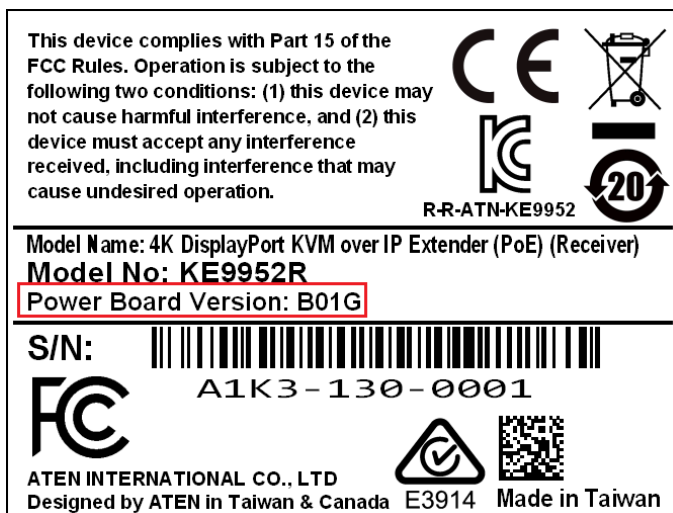 This device complies with Part 15 of the
FCC Rules. Operation is subject to the
following two conditions: (1) this device may
not cause harmful interference, and (2) this
device must accept any interference
received, including interference that may
cause undesired operation.
CE
KC
20
R-R-ATN-KE9952
Model Name: 4K DisplayPort KVM over IP Extender (PoE) (Receiver)
Model No: KE9952R
Power Board Version: B01G
S/N:
A1K3-130-0001
FC
ATEN INTERNATIONAL CO., LTD
Designed by ATEN in Taiwan & Canada
E3914
Made in Taiwan